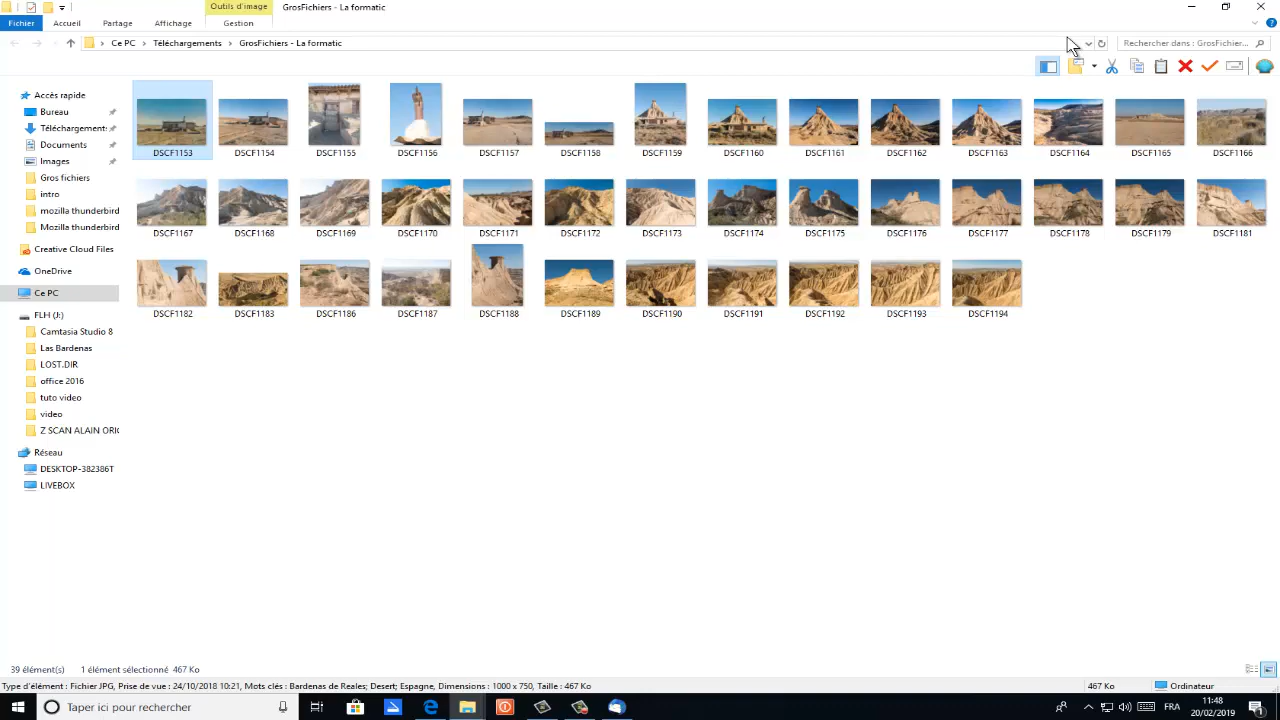 Outils d'image
GrosFichiers - La formatic
Fichier
Accueil
Partage
Affichage
Gestion
Ce PC
Téléchargements
GrosFichiers - La formatic
Rechercher dans : GrosFichier...
Accès rapide
Bureau
Téléchargement:
Documents
Images
Gros fichiers
intro
mozilla thunderbird
Mozilla thunderbird
Creative Cloud Files
OneDrive
Ce PC
FLH (J:)
Camtasia Studio 8
Las Bardenas
LOST.DIR
office 2016
tuto video
video
Z SCAN ALAIN ORIG
Réseau
DESKTOP-382386T
LIVEBOX
DSCF1153
DSCF1154
DSCF1155
DSCF1156
DSCF1157
DSCF1158
DSCF1159
DSCF1160
DSCF1161
DSCF1162
DSCF1163
DSCF1164
DSCF1165
DSCF1166
DSCF1167
DSCF1168
DSCF1169
DSCF1170
DSCF1171
DSCF1172
DSCF1173
DSCF1174
DSCF1175
DSCF1176
DSCF1177
DSCF1178
DSCF1179
DSCF1181
DSCF1182
DSCF1183
DSCF1186
DSCF1187
DSCF1188
DSCF1189
DSCF1190
DSCF1191
DSCF1192
DSCF1193
DSCF1194
39 élément(s)
1 élément sélectionné 467 Ko
Type d'élément : Fichier JPG, Prise de vue : 24/10/2018 10:21, Mots clés : Bardenas de Reales; Desert; Espagne, Dimensions : 1000 x 750, Taille : 467 Ko
467 Ko
Ordinateur
Taper ici pour rechercher
FRA
11:48
20/02/2019